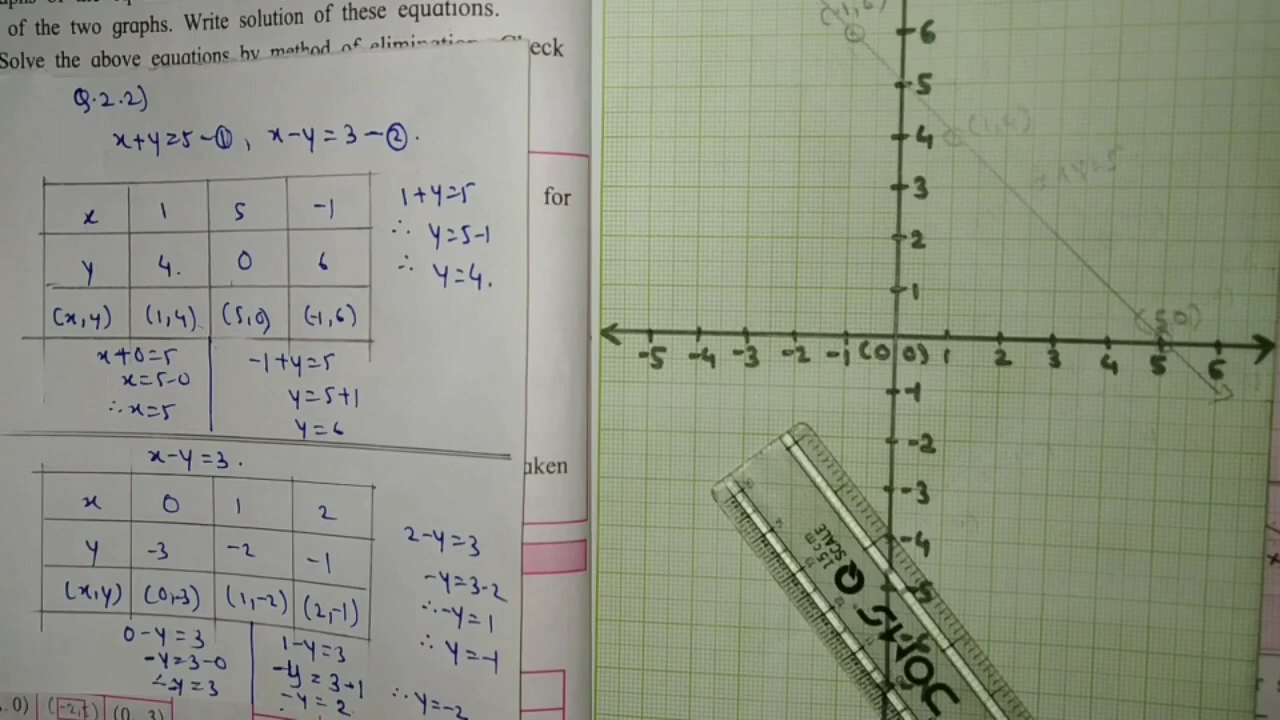 of the two graphs. Write solution of these equations.
Solve the above equations by method of elimination. Check
Q.2.2)
x+y=5-①, x-y=3-②.
x 1 5 -1
y 4. 0 6
(x,y) (1,4) (5,0) (-1,6)
1+y=5
∴ y=5-1
∴ y=4.
x+0=5
x=5-0
∴x=5
-1+y=5
y=5+1
y=6
x-y=3.
x 0 1 2
y -3 -2 -1
(x,y) (0,-3) (1,-2) (2,-1)
2-y=3
-y=3-2
∴-y=1
∴ y=-1
0-y=3
-y=3-0
∴-y=3
1-y=3
-y=3-1
∴-y=2
∴y=-2
for
aken
(-1,6)
6
5
4
(1,4)
x+y=5
3
2
1
(5,0)
-5 -4 -3 -2 -1 (0,0) 1 2 3 4 5 6
-1
-2
-3
-4
-5
15cm
SCALE